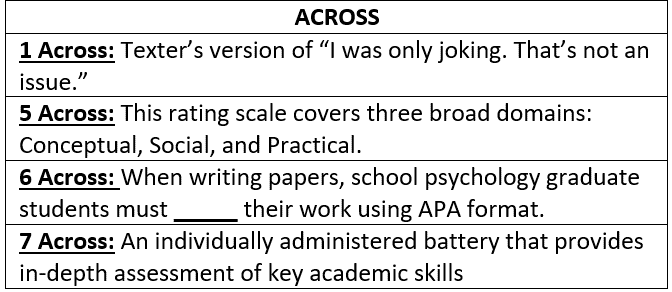 ACROSS
1 Across: Texter’s version of “I was only joking. That’s not an
issue.”
5 Across: This rating scale covers three broad domains:
Conceptual, Social, and Practical.
6 Across: When writing papers, school psychology graduate
students must _____ their work using APA format.
7 Across: An individually administered battery that provides
in-depth assessment of key academic skills